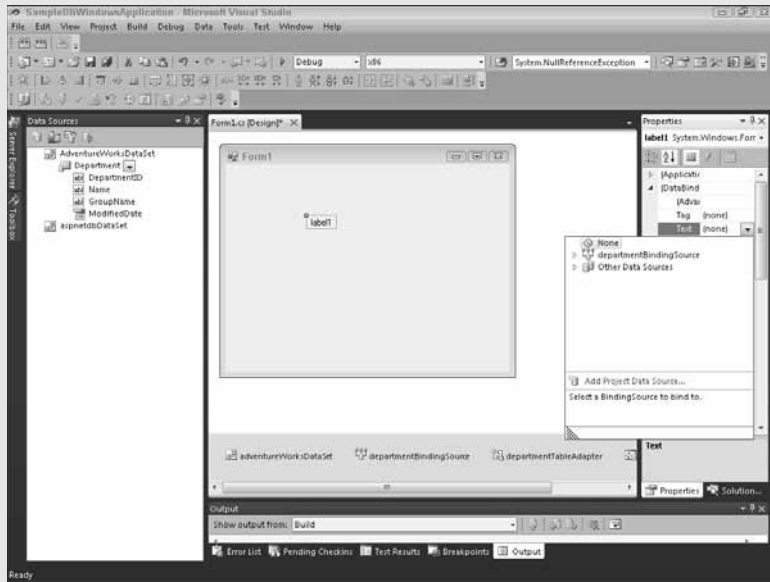 SampleDBWindowsApplication - Microsoft Visual Studio
File Edit View Project Build Debug Data Tools Test Window Help
Debug
x86
System.NullReferenceException
Server Explorer
Toolbox
Data Sources
AdventureWorksDataSet
Department
DepartmentID
Name
GroupName
ModifiedDate
aspnetdbDataSet
Form1.cs [Design]*
Form1
label1
adventureWorksDataSet
departmentBindingSource
departmentTableAdapter
Properties
label1 System.Windows.Forr
(Applicatio
(DataBind
(Advai
Tag (none)
Text (none)
None
departmentBindingSource
Other Data Sources
Add Project Data Source...
Select a BindingSource to bind to.
Text
Properties
Solution...
Output
Show output from: Build
Error List
Pending Checkins
Test Results
Breakpoints
Output
Ready